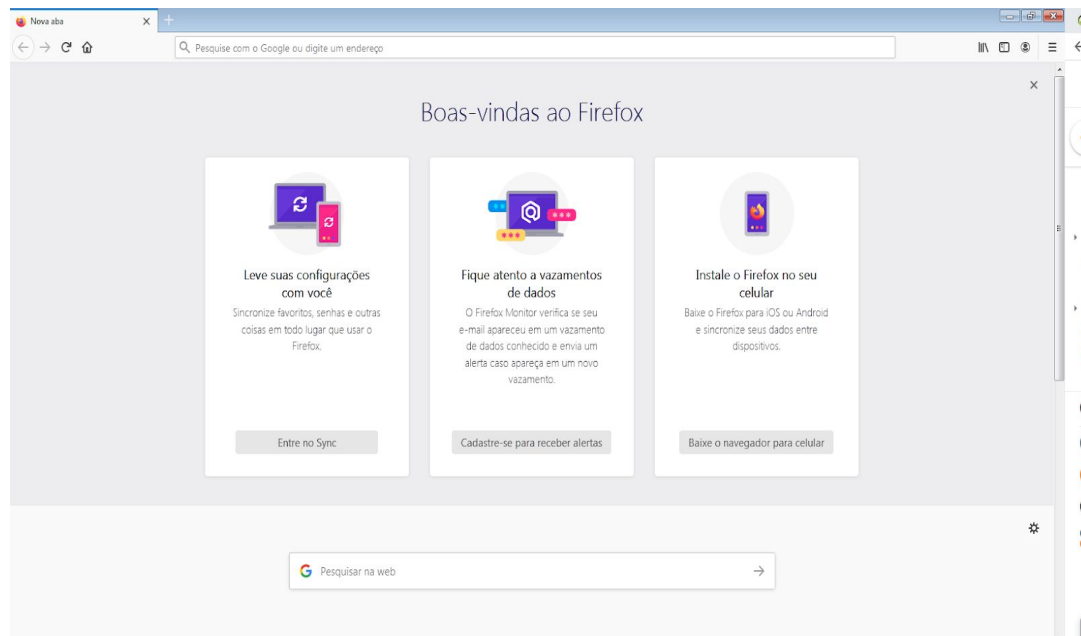 Nova aba
Pesquise com o Google ou digite um endereço
Boas-vindas ao Firefox
Leve suas configurações
com você
Sincronize favoritos, senhas e outras
coisas em todo lugar que usar o
Firefox.
Entre no Sync
Fique atento a vazamentos
de dados
O Firefox Monitor verifica se seu
e-mail apareceu em um vazamento
de dados conhecido e envia um
alerta caso apareça em um novo
vazamento.
Cadastre-se para receber alertas
Instale o Firefox no seu
celular
Baixe o Firefox para iOS ou Android
e sincronize seus dados entre
dispositivos.
Baixe o navegador para celular
Pesquisar na web